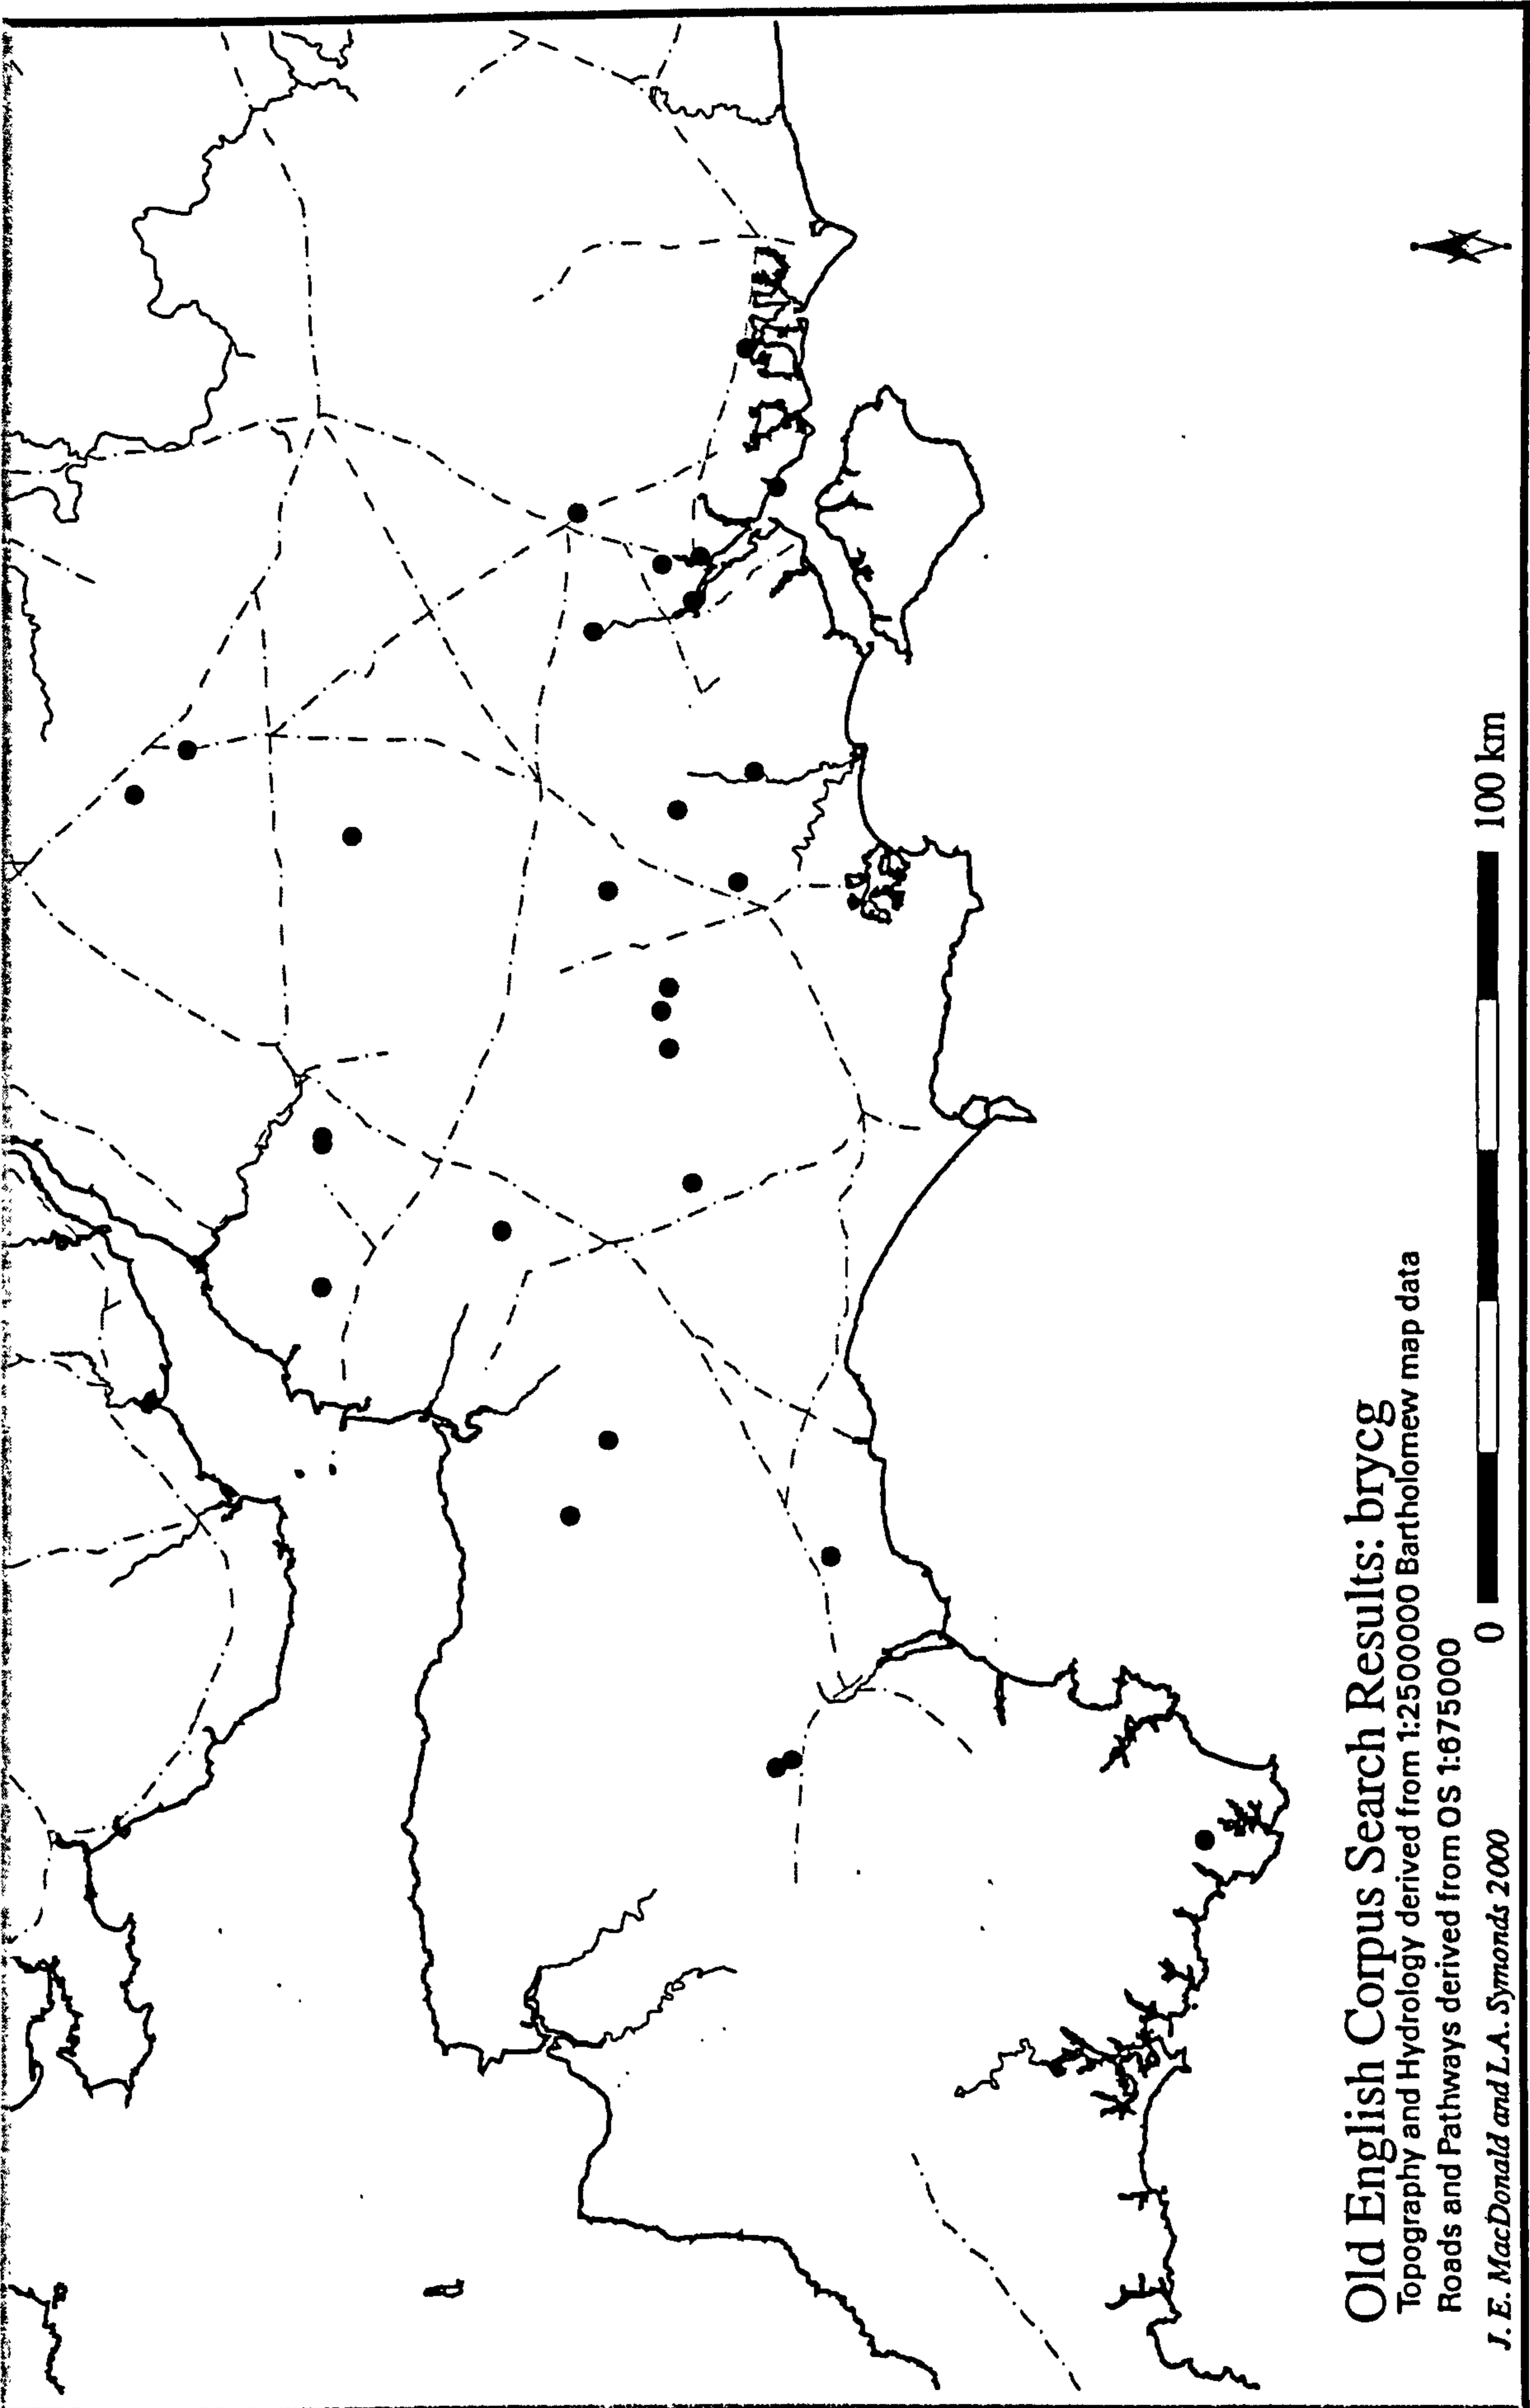 Old English Corpus Search Results: brycg
Topography and Hydrology derived from 1:2500000 Bartholomew map data
Roads and Pathways derived from OS 1:675000
J. E. MacDonald and L.A. Symonds 2000
0
100 km